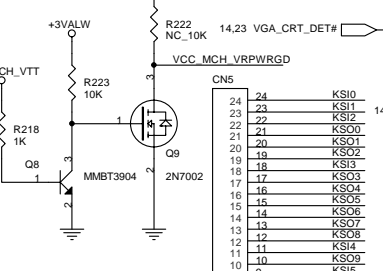 +3VALW
R222
NC_10K
14,23 VGA_CRT_DET#
VCC_MCH_VRPWRGD
CH_VTT
R223
10K
3
1
Q9
2N7002
2
R218
1K
Q8
1
3
MMBT3904
2
CN5
24 24 KSI0
23 23 KSI1
22 22 KSI2
21 21 KSO0
20 20 KSO1
19 19 KSO2
18 18 KSI3
17 17 KSO3
16 16 KSO4
15 15 KSO5
14 14 KSO6
13 13 KSO7
12 12 KSO8
11 11 KSI4
10 10 KSO9
KSI5
14